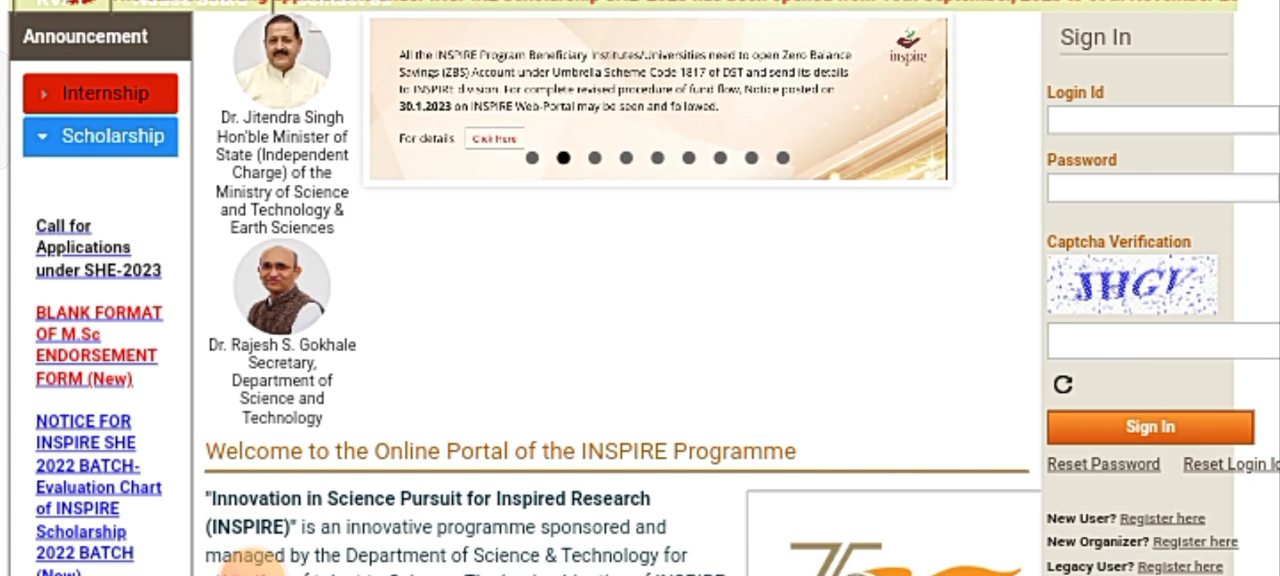 Announcement
Internship
Scholarship
Call for
Applications
under SHE-2023
BLANK FORMAT
OF M.Sc
ENDORSEMENT
FORM (New)
NOTICE FOR
INSPIRE SHE
2022 BATCH-
Evaluation Chart
of INSPIRE
Scholarship
2022 BATCH
(New)
Dr. Jitendra Singh
Hon'ble Minister of
State (Independent
Charge) of the
Ministry of Science
and Technology &
Earth Sciences
Dr. Rajesh S. Gokhale
Secretary,
Department of
Science and
Technology
All the INSPIRE Program Beneficiary Institutes/Universities need to open Zero Balance
Savings (ZBS) Account under Umbrella Scheme Code 1817 of DST and send its details
to INSPIRE division. For complete revised procedure of fund flow, Notice posted on
30.1.2023 on INSPIRE Web-Portal may be seen and followed.
For details
Click Here
inspire
Welcome to the Online Portal of the INSPIRE Programme
"Innovation in Science Pursuit for Inspired Research
(INSPIRE)" is an innovative programme sponsored and
managed by the Department of Science & Technology for
75
Sign In
Login Id
Password
Captcha Verification
JHGV
Sign In
Reset Password Reset Login Id
New User? Register here
New Organizer? Register here
Legacy User? Register here